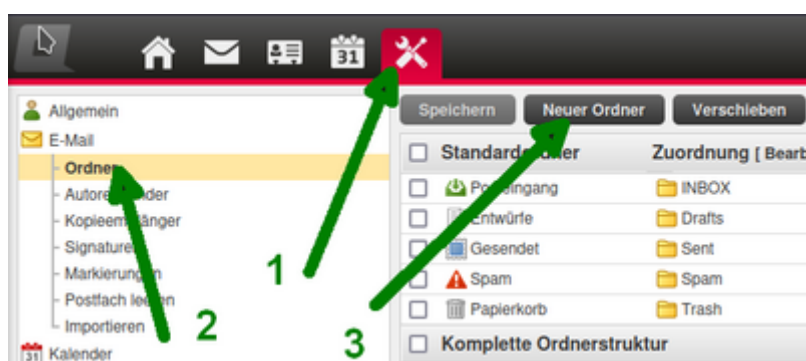 31
Allgemein
E-Mail
Ordner
Autoresponder
Kopieempfänger
Signaturen
Markierungen
Postfach leeren
Importieren
31 Kalender
Speichern Neuer Ordner Verschieben
Standardordner Zuordnung [ Bearb
Posteingang INBOX
Entwürfe Drafts
Gesendet Sent
Spam Spam
Papierkorb Trash
Komplette Ordnerstruktur
1
2
3